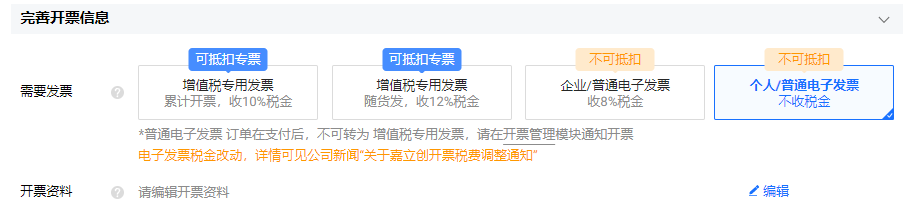 完善开票信息
可抵扣专票 可抵扣专票 不可抵扣 不可抵扣
需要发票 ? 增值税专用发票 增值税专用发票 企业/普通电子发票 个人/普通电子发票
累计开票，收10%税金 随货发，收12%税金 收8%税金 不收税金
*普通电子发票 订单在支付后，不可转为 增值税专用发票，请在开票管理模块通知开票
电子发票税金改动，详情可见公司新闻“关于嘉立创开票税费调整通知”
开票资料 ? 请编辑开票资料 编辑